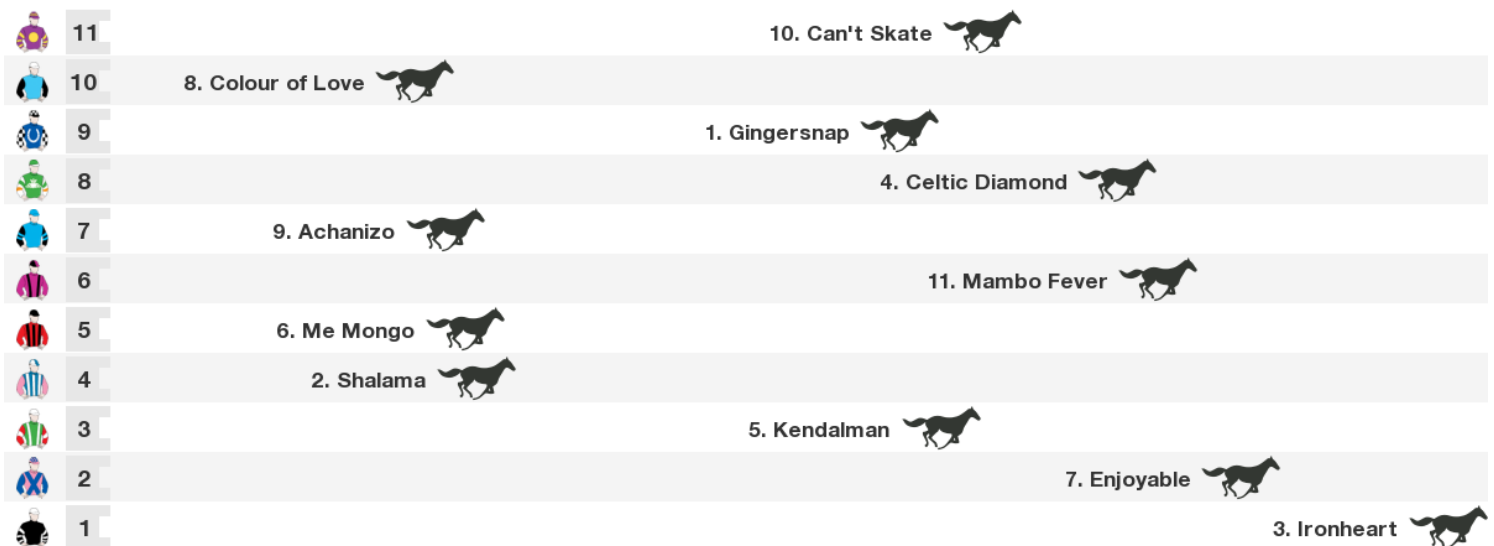 11 10. Can't Skate
10 8. Colour of Love
9 1. Gingersnap
8 4. Celtic Diamond
7 9. Achanizo
6 11. Mambo Fever
5 6. Me Mongo
4 2. Shalama
3 5. Kendalman
2 7. Enjoyable
1 3. Ironheart